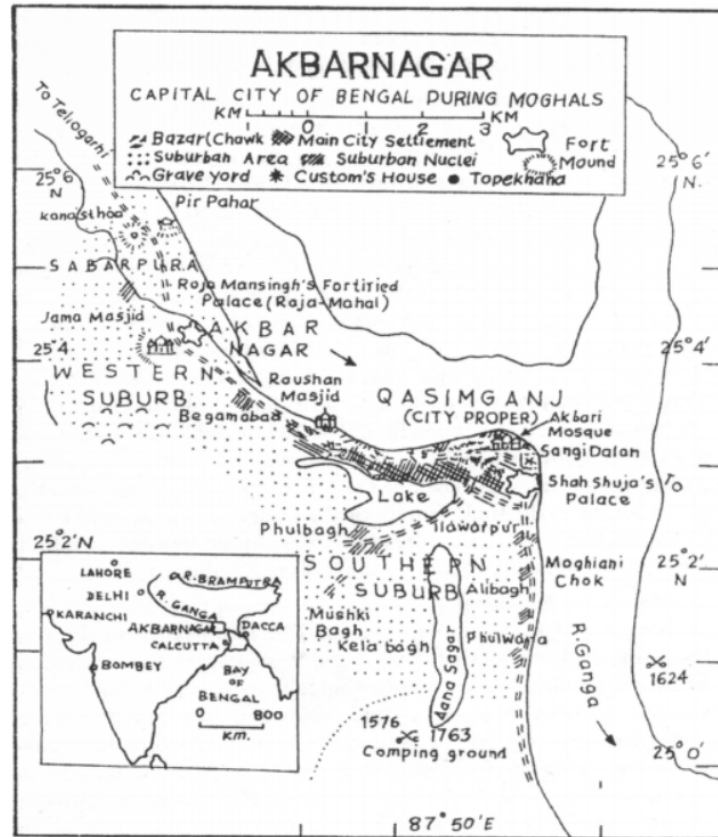 AKBARNAGAR
CAPITAL CITY OF BENGAL DURING MOGHALS
KM 1 0 1 2 3 KM
Bazar(Chawk Main City Settlement Fort
Suburban Area Suburban Nuclei Mound
Grave yord Custom's House Topekhana
To Teliagarhi
25°6' N
25°6' N.
Pir Pahar
Kanasthaa
SABARPURA
Raja Mansingh's Fortified
Palace (Raja-Mahal)
Jama Masjid
AKBAR
NAGAR
25°4
25°4'
WESTERN
SUBURB
Raushan
Masjid
Begamabad
QASIMGANJ
(CITY PROPER)
Akbari
Mosque
Sangi Dalan
Shah Shuja's
Palace
TO
Lake
Phulbagh
Ilawarpur
25°2'N
25°2' N
SOUTHERN
SUBURB
Moghiani
Chok
Alibagh
Mushki
Bagh
Kela bagh
Phulwara
Aana Sagar
R. Ganga
1624
1576 1763
Comping ground
25°0'
87°50'E
LAHORE
R. BRAMPUTRA
DELHI
R. GANGA
KARANCHI
AKBARNAGAR
DACCA
CALCUTTA
BOMBEY
BAY
OF
BENGAL
0 800
Km.